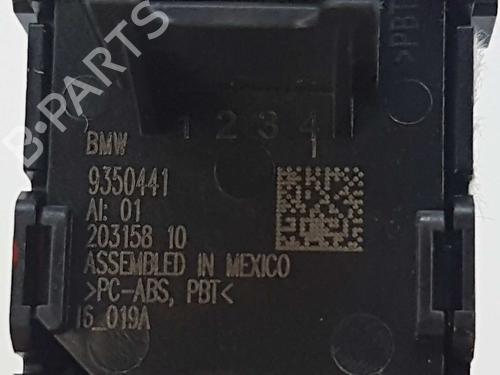 >PBT
1 2 3 4
1
BMW
9350441
AI: 01
203158 10
ASSEMBLED IN MEXICO
>PC-ABS, PBT<
16_019A
B-PARTS